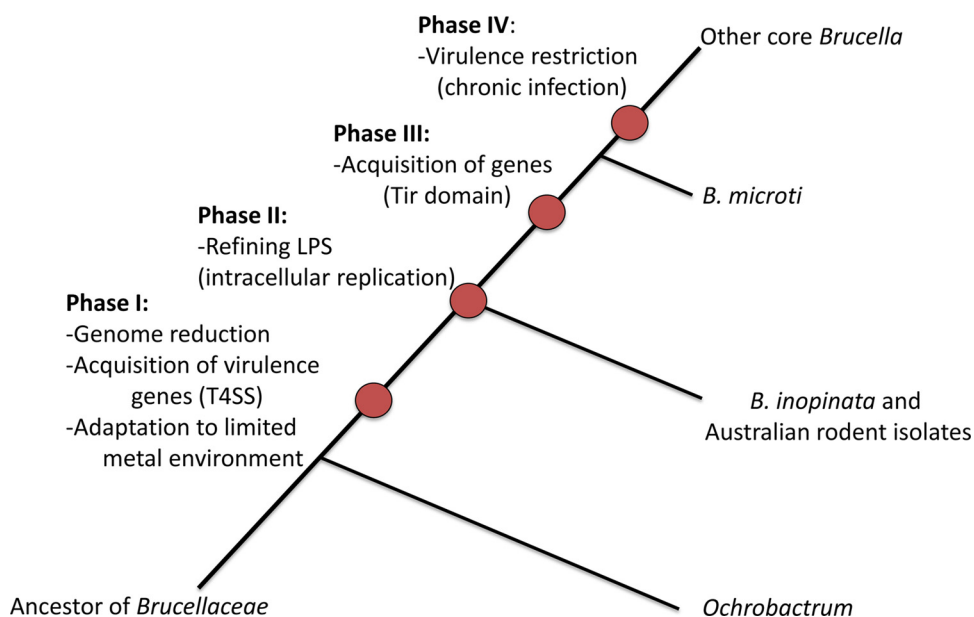 Phase IV:
-Virulence restriction
(chronic infection)
Other core Brucella
Phase III:
-Acquisition of genes
(Tir domain)
B. microti
Phase II:
-Refining LPS
(intracellular replication)
Phase I:
-Genome reduction
-Acquisition of virulence
genes (T4SS)
-Adaptation to limited
metal environment
B. inopinata and
Australian rodent isolates
Ancestor of Brucellaceae
Ochrobactrum